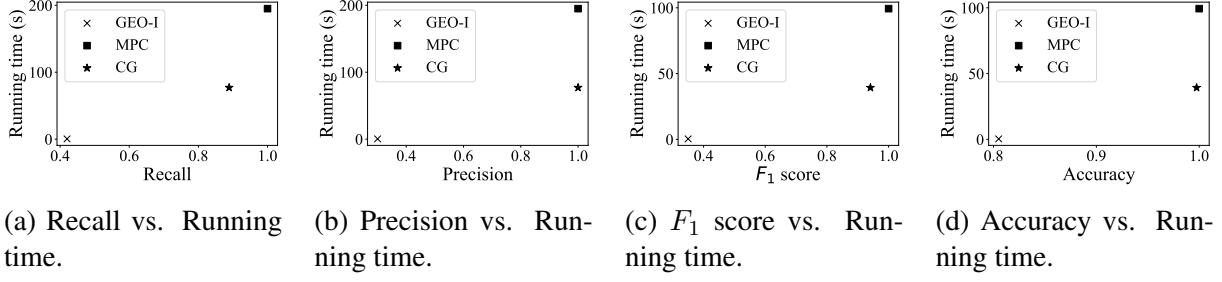 200
100
0
Running time (s)
GEO-I
MPC
CG
0.4 0.6 0.8 1.0
Recall
(a) Recall vs. Running
time.
200
100
0
Running time (s)
GEO-I
MPC
CG
0.4 0.6 0.8 1.0
Precision
(b) Precision vs. Run-
ning time.
100
50
0
Running time (s)
GEO-I
MPC
CG
0.4 0.6 0.8 1.0
F₁ score
(c) F₁ score vs. Run-
ning time.
100
50
0
Running time (s)
GEO-I
MPC
CG
0.8 0.9 1.0
Accuracy
(d) Accuracy vs. Run-
ning time.